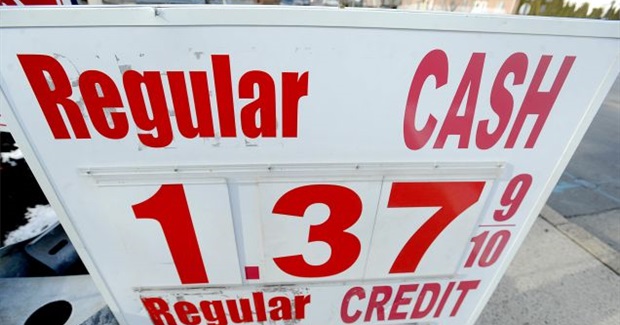 Regular CASH
1.37 9/10
Regular CREDIT